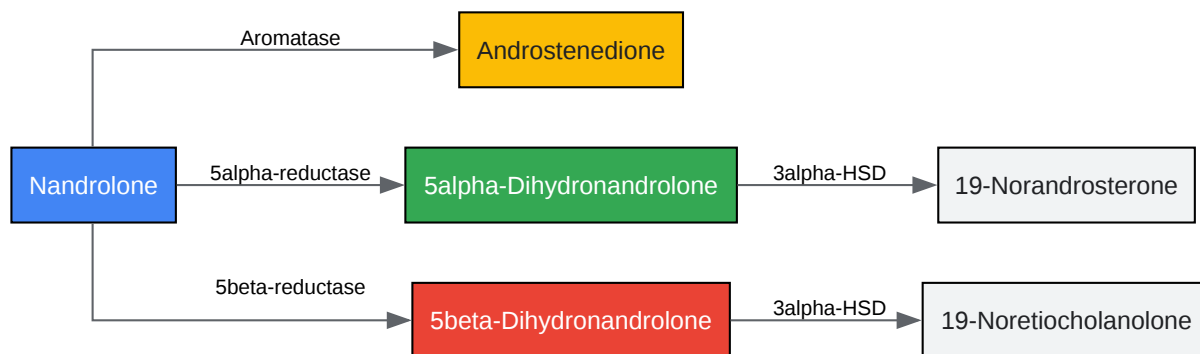 Aromatase
Androstenedione
Nandrolone
5alpha-reductase
5alpha-Dihydronandrolone
3alpha-HSD
19-Norandrosterone
5beta-reductase
5beta-Dihydronandrolone
3alpha-HSD
19-Noretiocholanolone